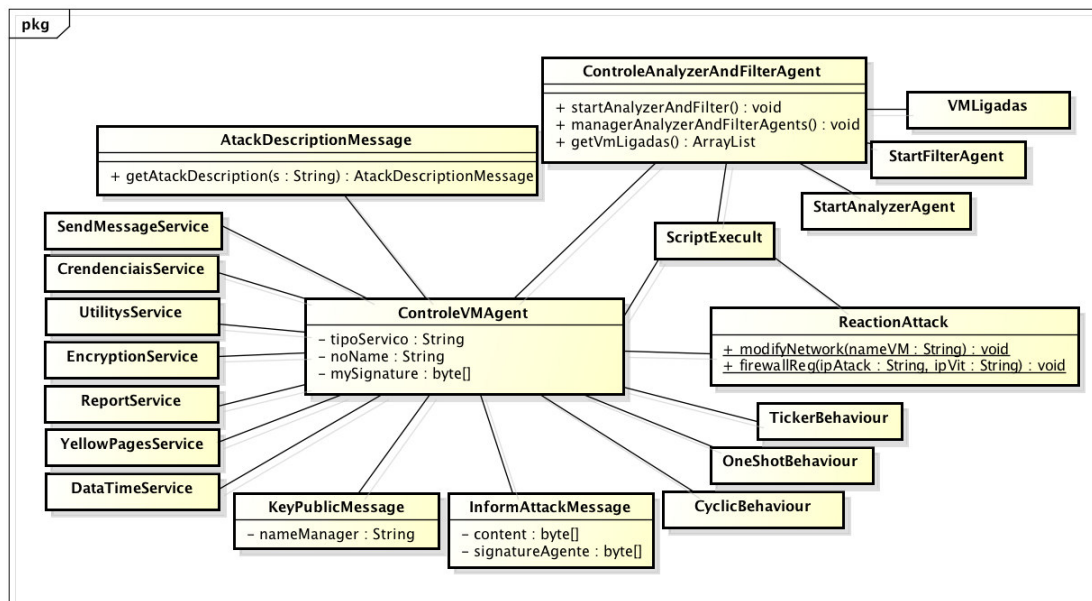 pkg
ControleAnalyzerAndFilterAgent
+ startAnalyzerAndFilter() : void
+ managerAnalyzerAndFilterAgents() : void
+ getVmLigadas() : ArrayList
VMLigadas
StartFilterAgent
StartAnalyzerAgent
AtackDescriptionMessage
+ getAtackDescription(s : String) : AtackDescriptionMessage
ScriptExecult
SendMessageService
CrendenciaisService
UtilitysService
EncryptionService
ReportService
YellowPagesService
DataTimeService
ControleVMAgent
- tipoServico : String
- noName : String
- mySignature : byte[]
ReactionAttack
+ modifyNetwork(nameVM : String) : void
+ firewallReg(ipAtack : String, ipVit : String) : void
TickerBehaviour
OneShotBehaviour
CyclicBehaviour
KeyPublicMessage
- nameManager : String
InformAttackMessage
- content : byte[]
- signatureAgente : byte[]